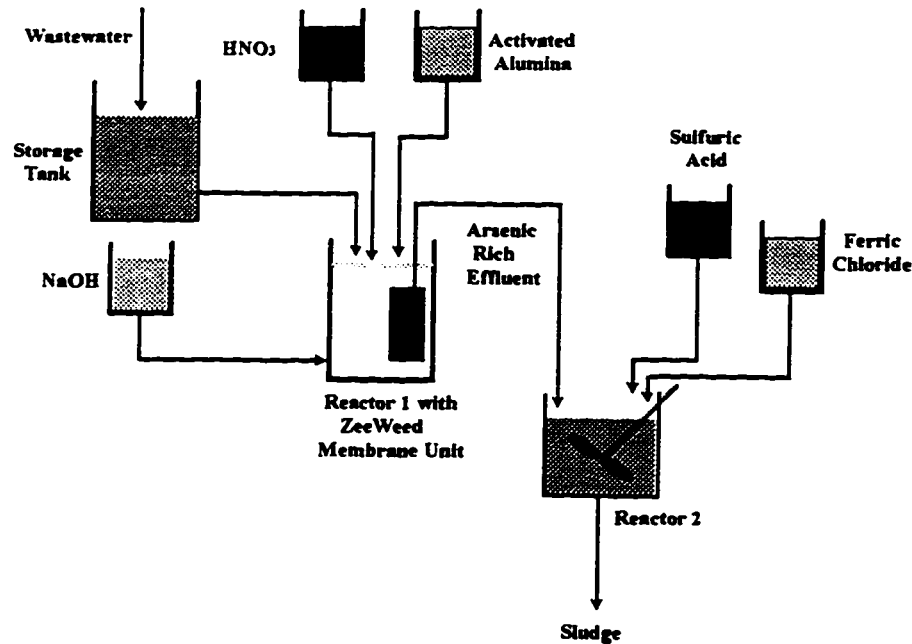 Wastewater
HNO3
Activated
Alumina
Storage
Tank
Sulfuric
Acid
Arsenic
Rich
Effluent
Ferric
Chloride
NaOH
Reactor 1 with
ZeeWeed
Membrane Unit
Reactor 2
Sludge